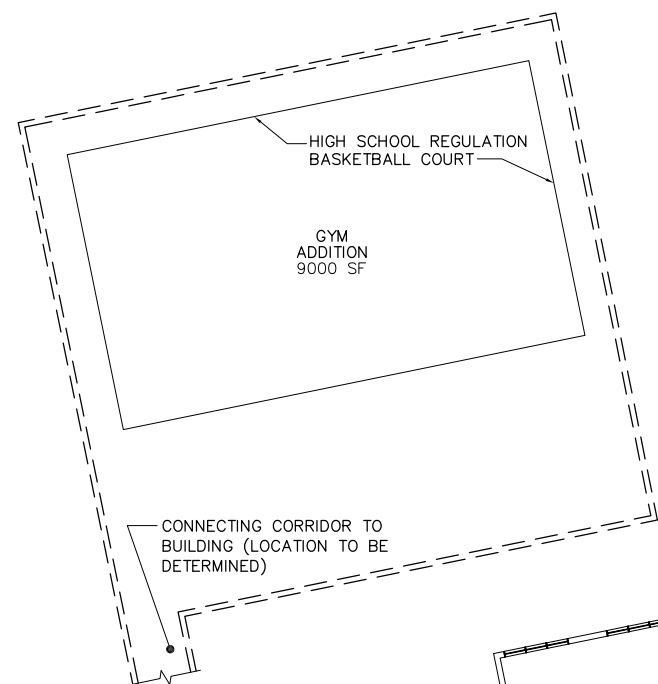 HIGH SCHOOL REGULATION
BASKETBALL COURT
GYM
ADDITION
9000 SF
CONNECTING CORRIDOR TO
BUILDING (LOCATION TO BE
DETERMINED)